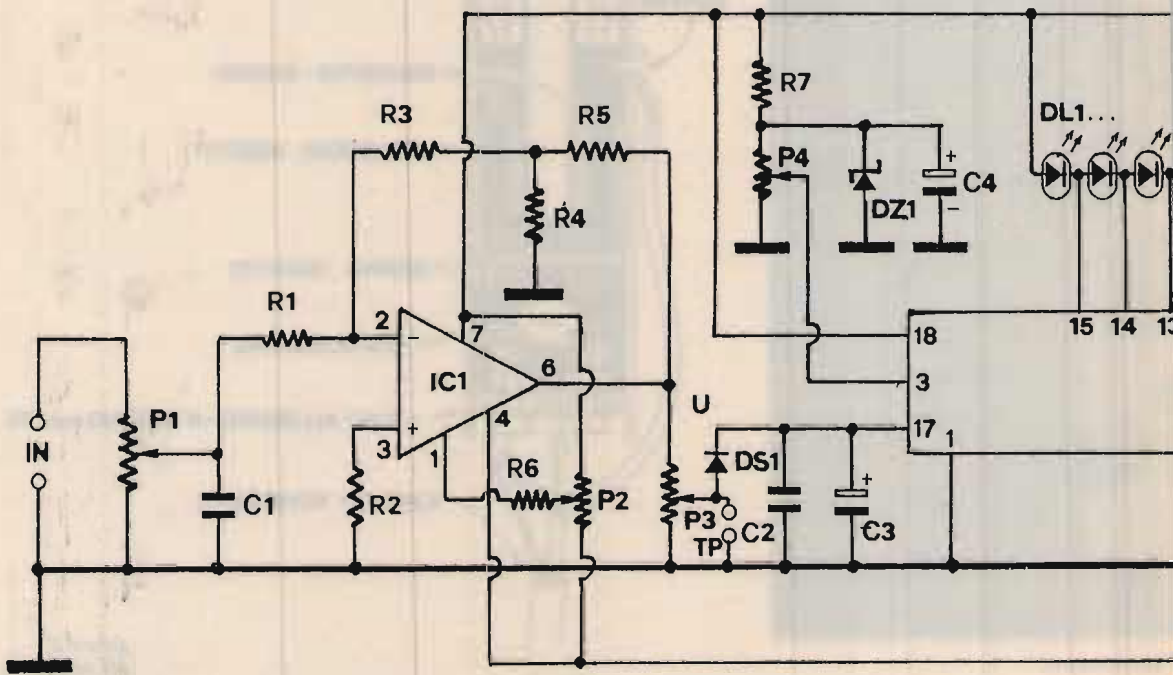 R7
R3
R5
DL1...
P4
+
C4
-
DZ1
R4
R1
2
-
7
15
14
13
18
IC1
6
3
U
P1
4
IN
+
3
17
1
DS1
1
R6
P2
+
C1
R2
P3
C2
TP
C3